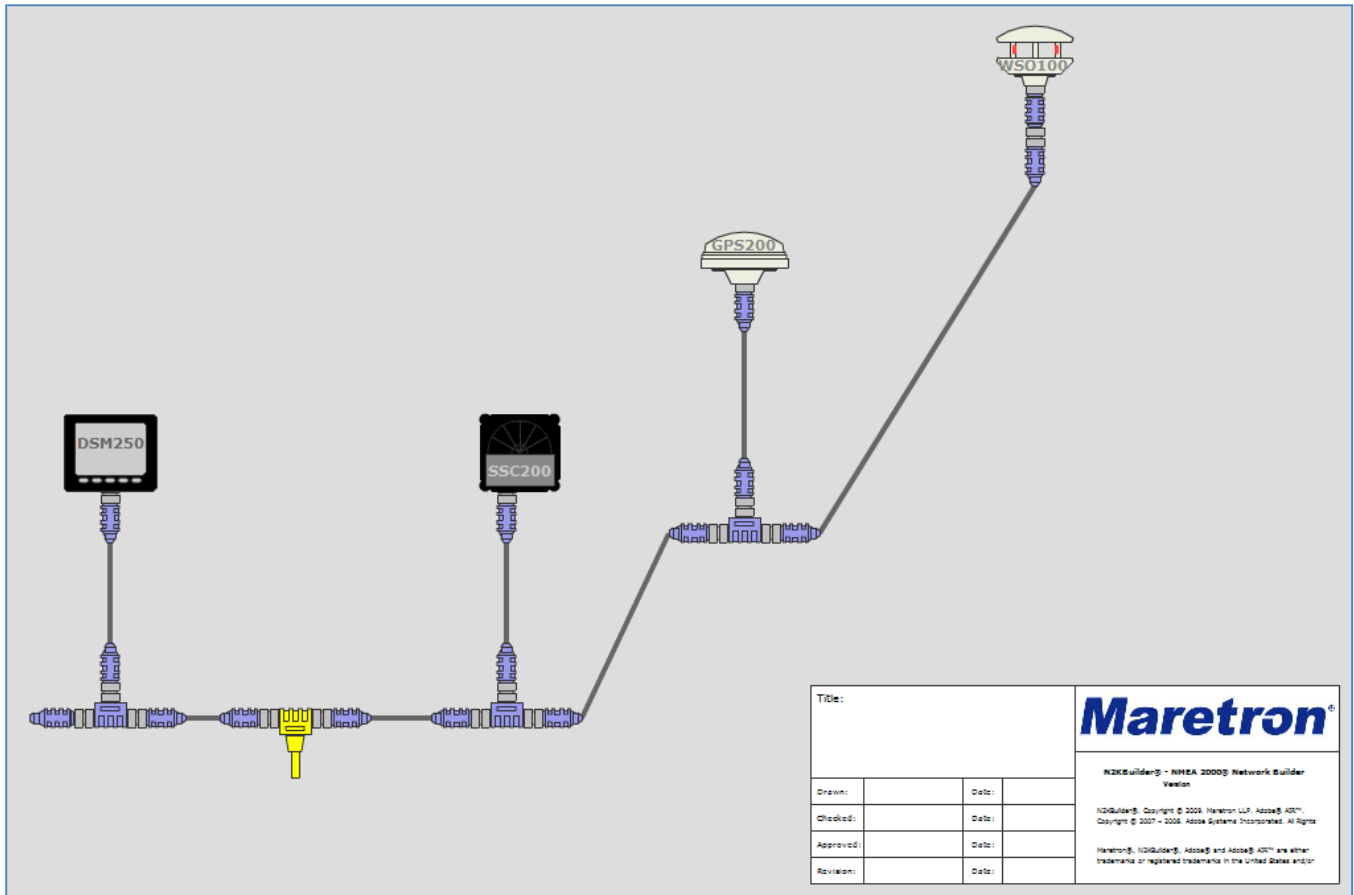 WSO100
GPS200
DSM250
SSC200
Title:
Maretron®
N2KBuilder® - NMEA 2000® Network Builder
Version
Drawn: Date:
N2KBuilder®. Copyright © 2009. Maretron LLP. Adobe® AIR™.
Copyright © 2007 - 2008. Adobe Systems Incorporated. All Rights
Checked: Date:
Approved: Date:
Maretron®, N2KBuilder®, Adobe® and Adobe® AIR™ are either
trademarks or registered trademarks in the United States and/or
Revision: Date: